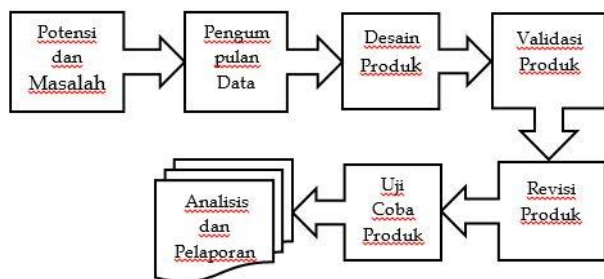 Potensi
dan
Masalah
Pengum
pulan
Data
Desain
Produk
Validasi
Produk
Revisi
Produk
Uji
Coba
Produk
Analisis
dan
Pelaporan